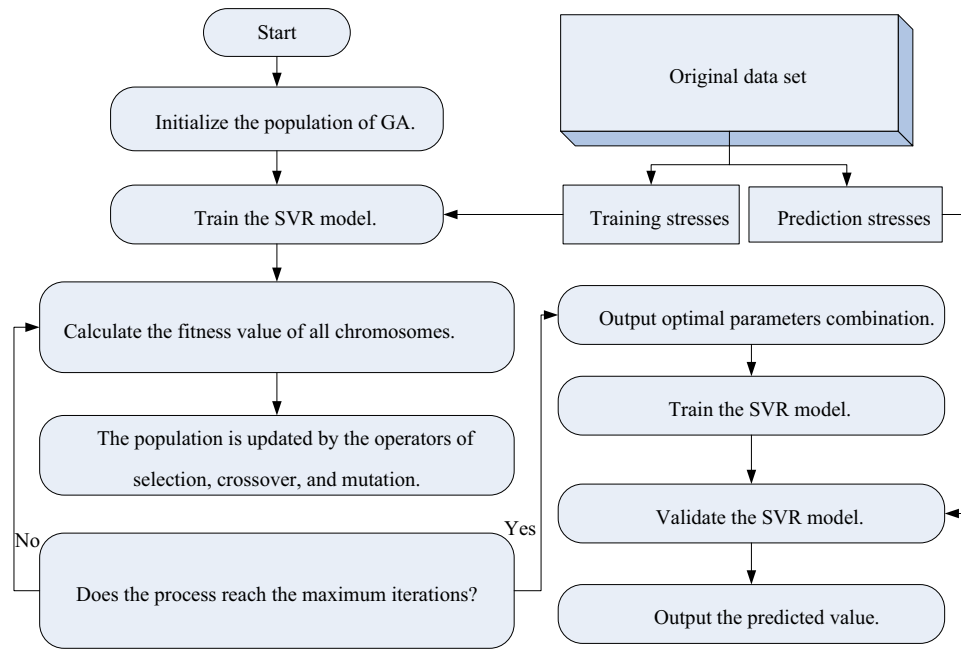 Start
Initialize the population of GA.
Train the SVR model.
Calculate the fitness value of all chromosomes.
The population is updated by the operators of
selection, crossover, and mutation.
No
Yes
Does the process reach the maximum iterations?
Original data set
Training stresses
Prediction stresses
Output optimal parameters combination.
Train the SVR model.
Validate the SVR model.
Output the predicted value.